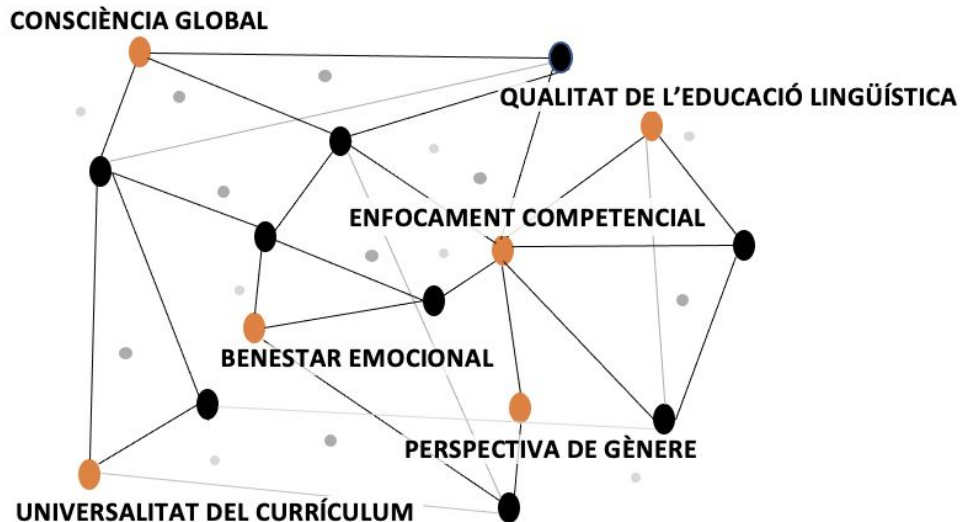 CONSCIÈNCIA GLOBAL
QUALITAT DE L'EDUCACIÓ LINGÜÍSTICA
ENFOCAMENT COMPETENCIAL
BENESTAR EMOCIONAL
PERSPECTIVA DE GÈNERE
UNIVERSALITAT DEL CURRÍCULUM